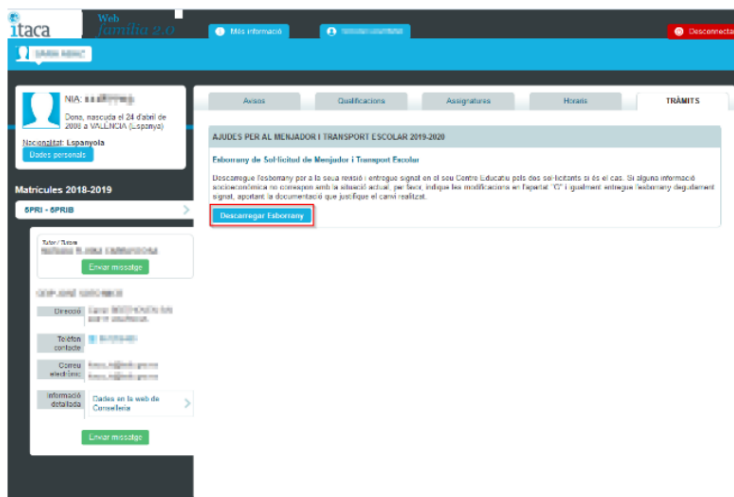 itaca
Web
família 2.0
Més informació
Desconnecta
NIA:
Dona, nascuda el 24 d'abril de
2006 a VALÈNCIA (Espanya)
Nacionalitat: Espanyola
Dades personals
Matrícules 2018-2019
6PRI - 6PRIB
Tutor / Tutora
Enviar missatge
Direcció
Telèfon
contacte
Correu
electrònic
Informació
detallada
Dades en la web de
Conselleria
Enviar missatge
Avisos
Qualificacions
Assignatures
Horaris
TRÀMITS
AJUDES PER AL MENJADOR I TRANSPORT ESCOLAR 2019-2020
Esborrany de Sol·licitud de Menjador i Transport Escolar
Descarregue l'esborrany per a la seua revisió i entregue signat en el seu Centre Educatiu pels dos sol·licitants si és el cas. Si alguna informació
socioeconòmica no correspon amb la situació actual, per favor, indique les modificacions en l'apartat "G" i igualment entregue l'esborrany degudament
signat, aportant la documentació que justifique el canvi realitzat.
Descarregar Esborrany